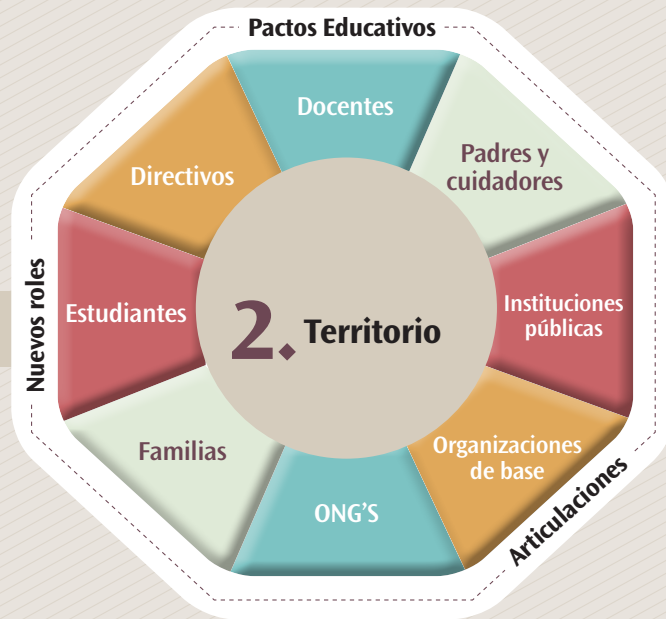 Pactos Educativos
Docentes
Directivos
Padres y
cuidadores
Nuevos roles
Estudiantes
2. Territorio
Instituciones
públicas
Familias
Organizaciones
de base
ONG'S
Articulaciones